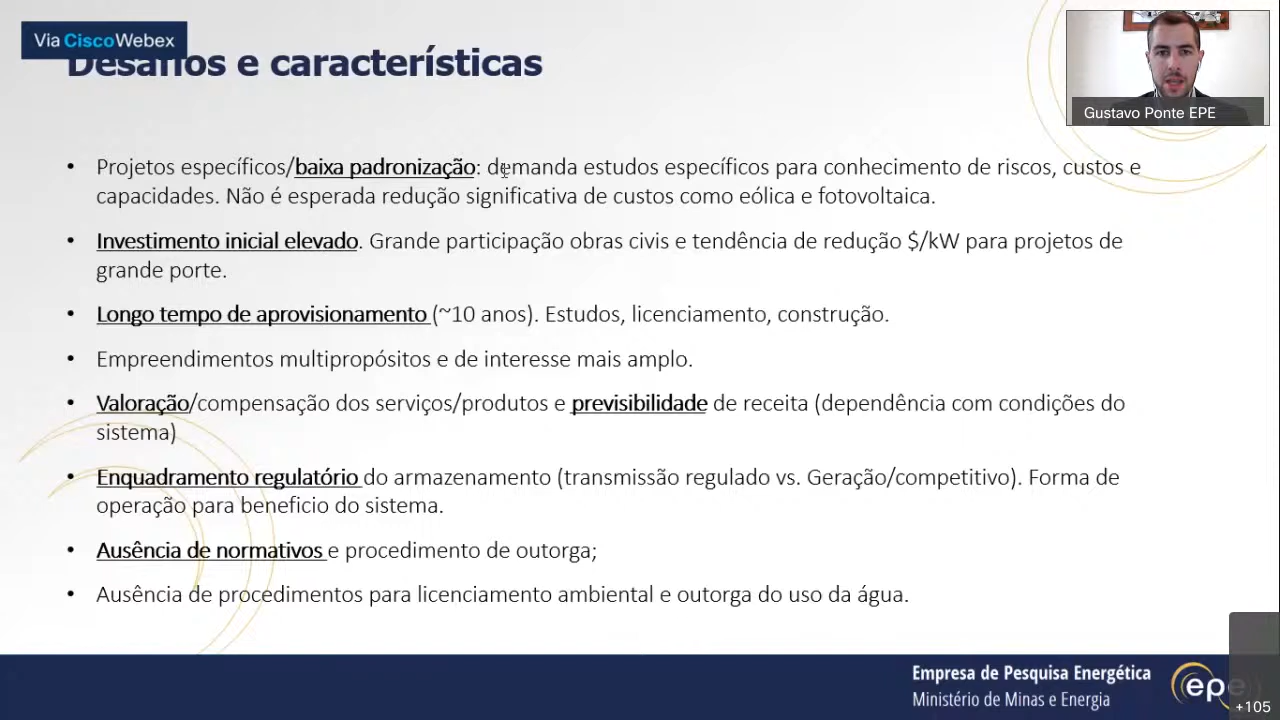 Via CiscoWebex
Desafios e características
Gustavo Ponte EPE
• Projetos específicos/baixa padronização: demanda estudos específicos para conhecimento de riscos, custos e
capacidades. Não é esperada redução significativa de custos como eólica e fotovoltaica.
• Investimento inicial elevado. Grande participação obras civis e tendência de redução $/kW para projetos de
grande porte.
• Longo tempo de aprovisionamento (~10 anos). Estudos, licenciamento, construção.
• Empreendimentos multipropósitos e de interesse mais amplo.
• Valoração/compensação dos serviços/produtos e previsibilidade de receita (dependência com condições do
sistema)
• Enquadramento regulatório do armazenamento (transmissão regulado vs. Geração/competitivo). Forma de
operação para beneficio do sistema.
• Ausência de normativos e procedimento de outorga;
• Ausência de procedimentos para licenciamento ambiental e outorga do uso da água.
Empresa de Pesquisa Energética
Ministério de Minas e Energia
epe
+105